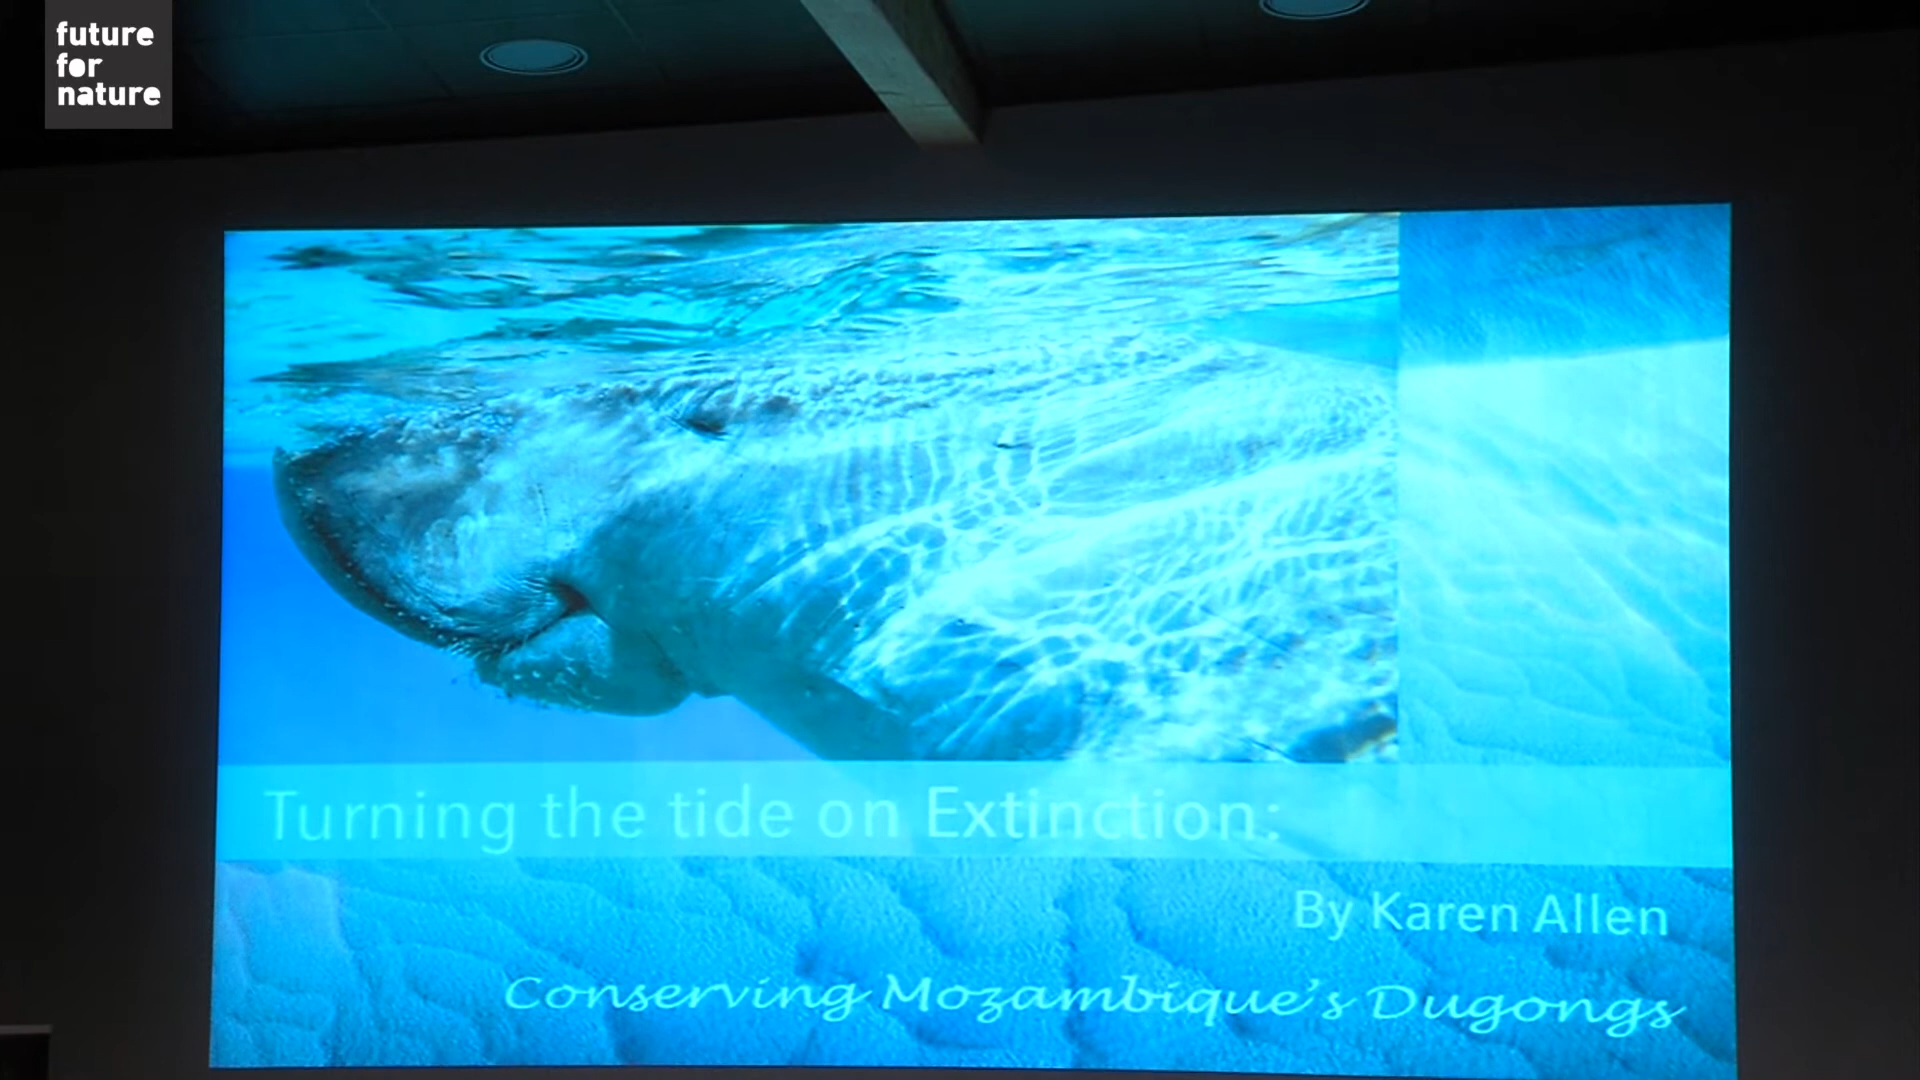 future
for
nature
Turning the tide on Extinction:
By Karen Allen
Conserving Mozambique's Dugongs